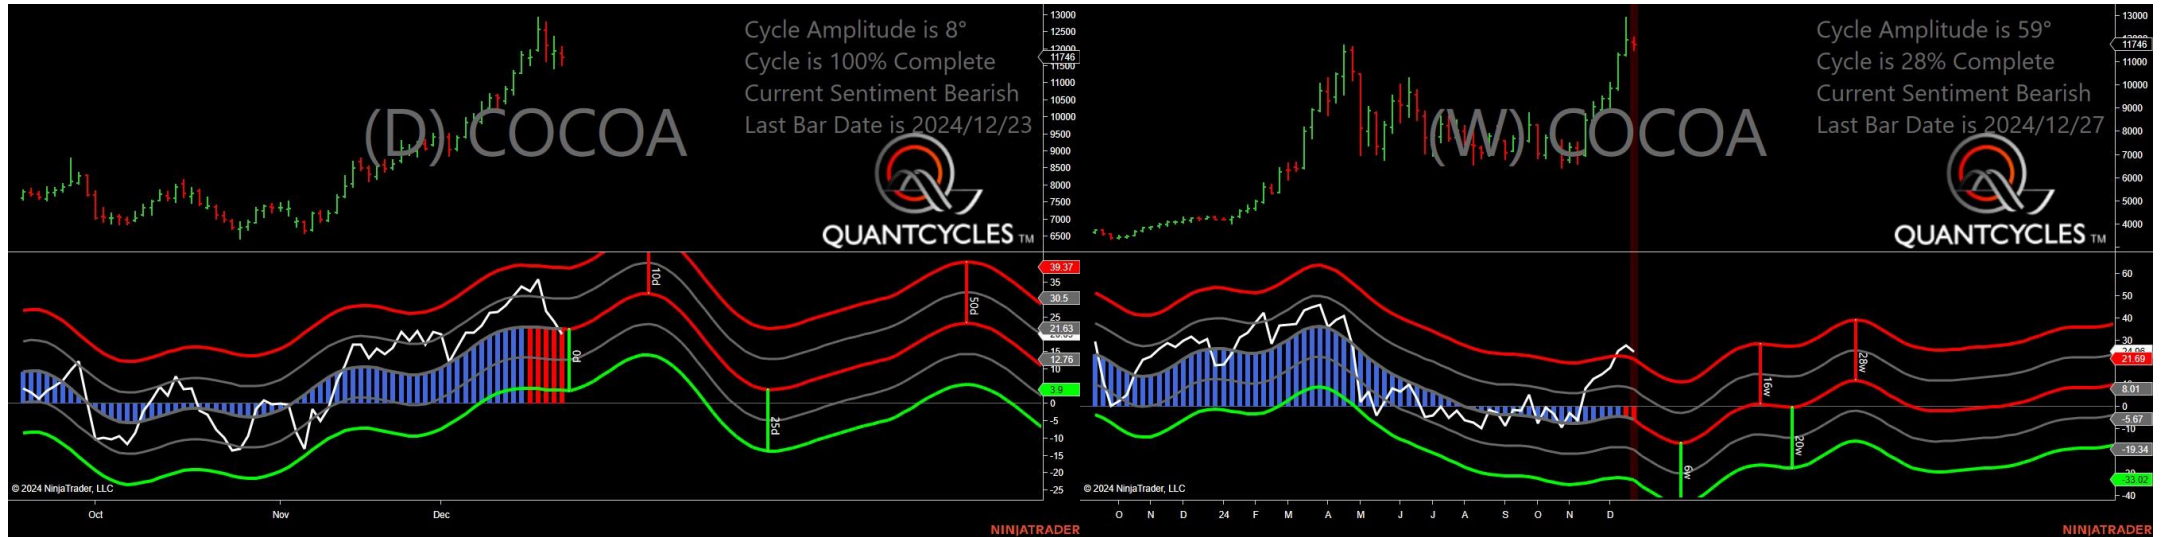 Cycle Amplitude is 8°
Cycle is 100% Complete
Current Sentiment Bearish
Last Bar Date is 2024/12/23
(D) COCOA
QUANTCYCLES TM
13000
12500
12000
11746
11500
10500
10000
9500
9000
8500
8000
7500
7000
6500
10d
50d
0d
25d
39.37
35
30.5
25
21.63
15
12.76
10
3.9
0
-5
-10
-15
-20
-25
© 2024 NinjaTrader, LLC
Oct
Nov
Dec
NINJATRADER
Cycle Amplitude is 59°
Cycle is 28% Complete
Current Sentiment Bearish
Last Bar Date is 2024/12/27
(W) COCOA
QUANTCYCLES TM
13000
11746
11000
10000
9000
8000
7000
6000
5000
4000
16w
28w
20w
6w
60
50
40
30
21.69
8.01
0
-5.67
-10
-19.34
-33.02
-40
© 2024 NinjaTrader, LLC
O N D 24 F M A M J J A S O N D
NINJATRADER